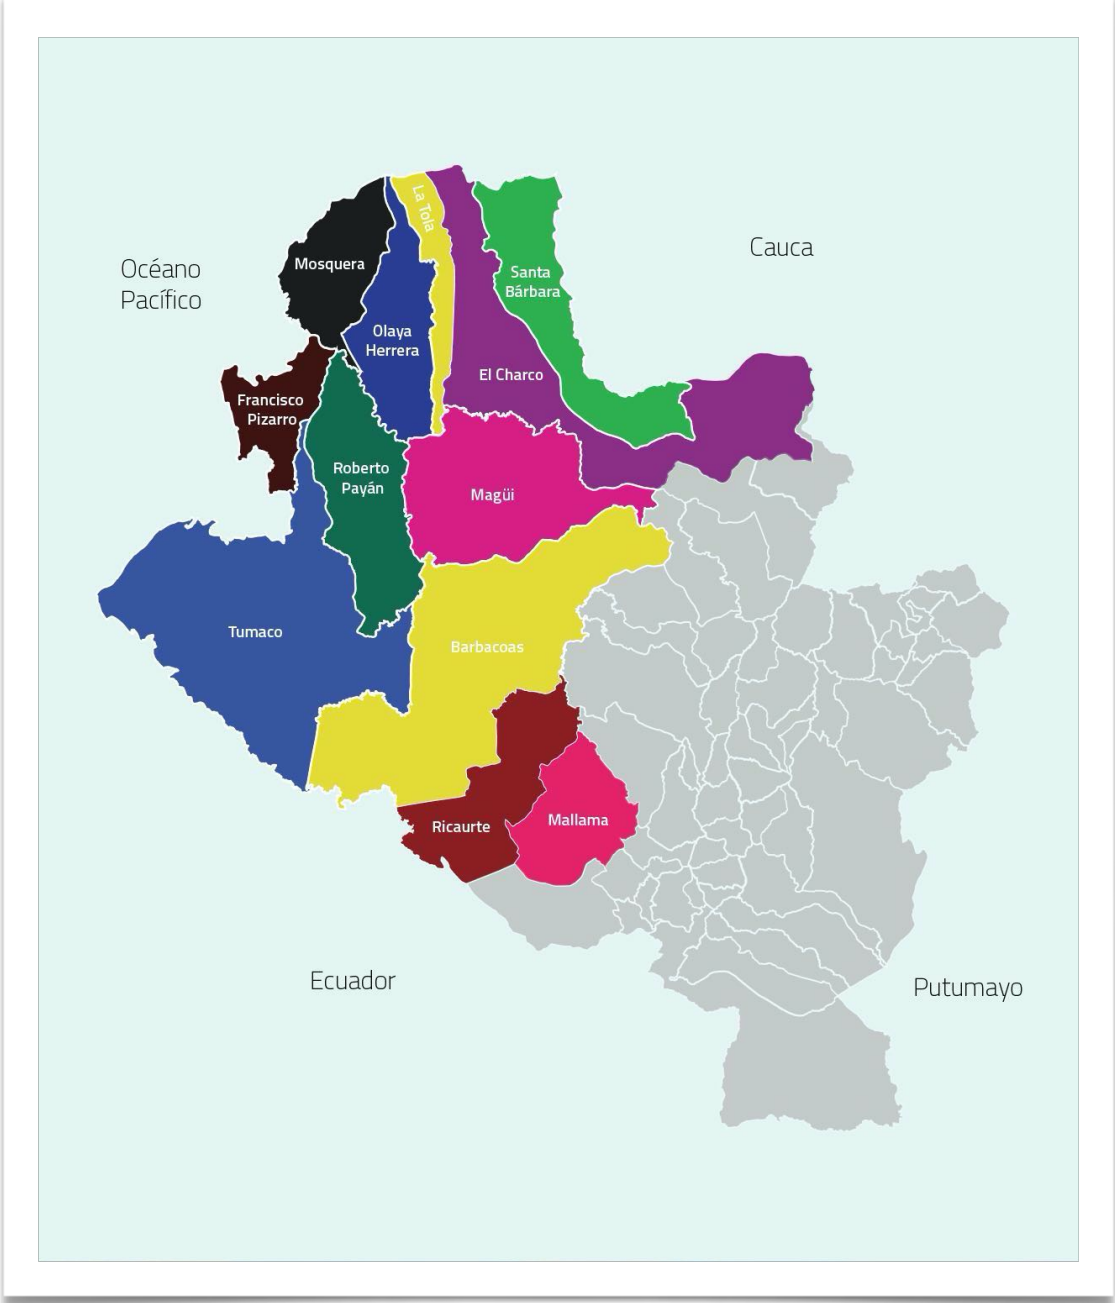 La Tola
Cauca
Mosquera
Océano
Pacífico
Santa
Bárbara
Olaya
Herrera
El Charco
Francisco
Pizarro
Roberto
Payán
Magüi
Tumaco
Barbacoas
Ricaurte
Mallama
Ecuador
Putumayo